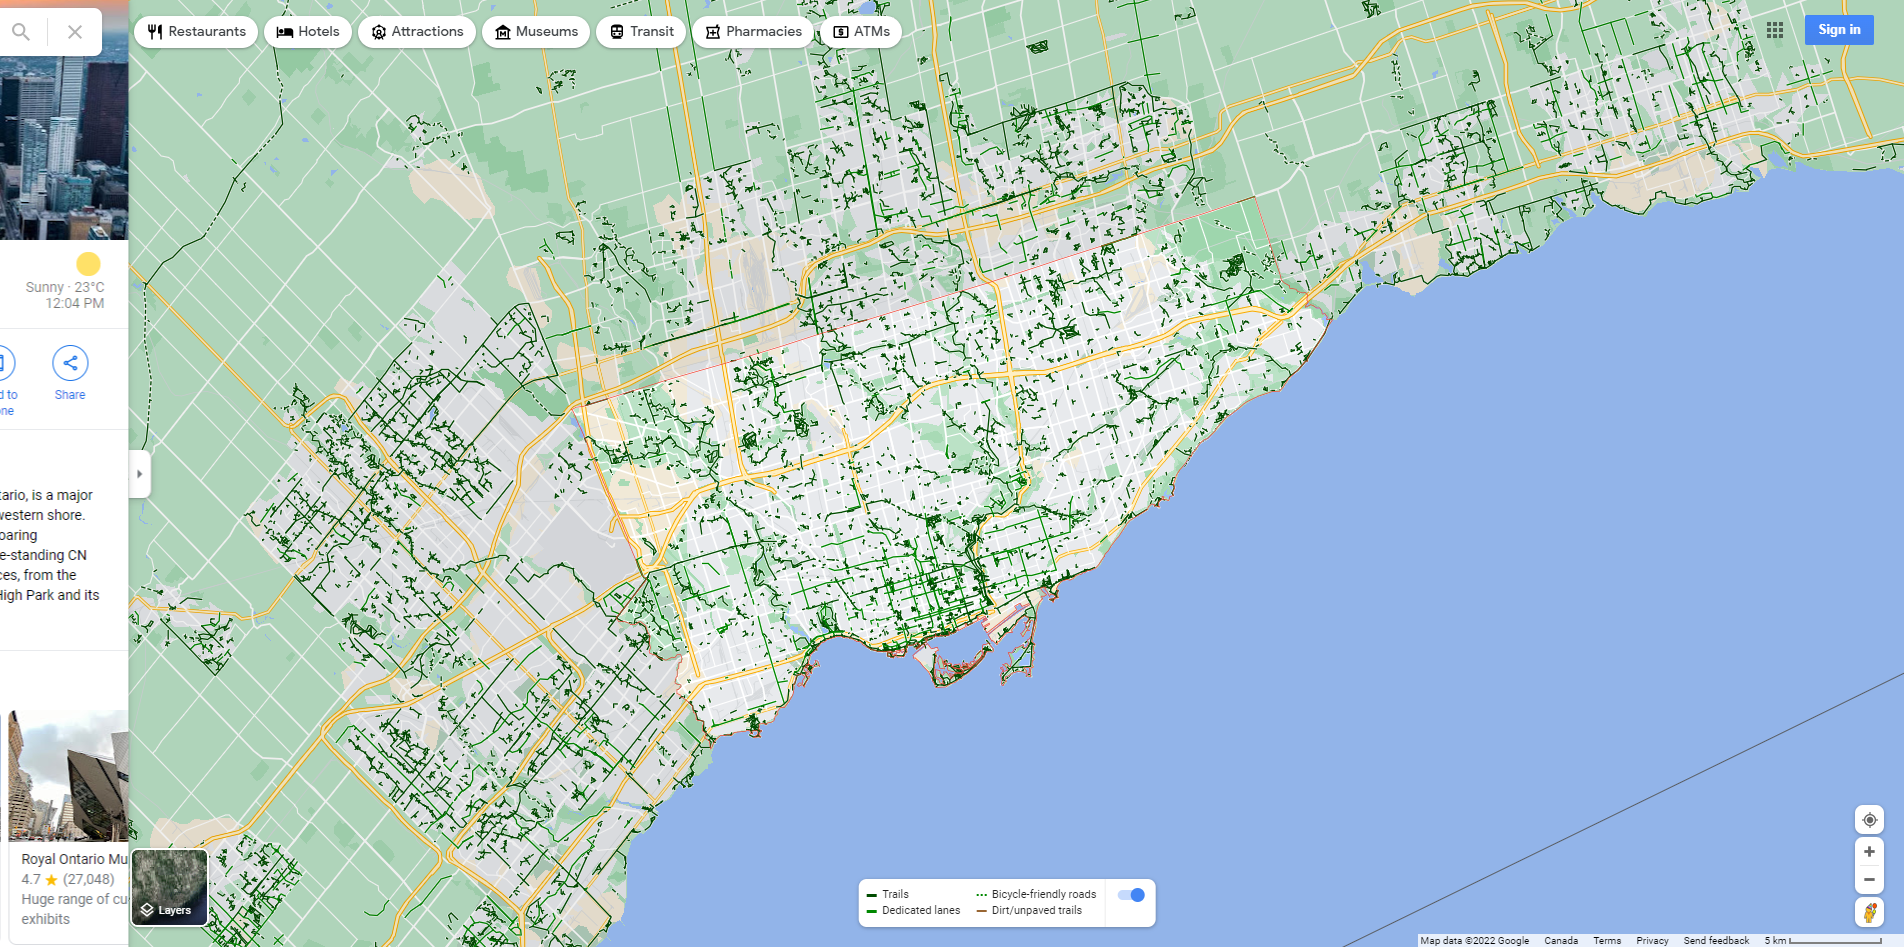 Restaurants
Hotels
Attractions
Museums
Transit
Pharmacies
ATMs
Sign in
Sunny · 23°C
12:04 PM
d to
one
Share
ario, is a major
western shore.
oaring
e-standing CN
ces, from the
High Park and its
Royal Ontario Mu
4.7 ★ (27,048)
Huge range of cu
exhibits
Layers
Trails
Bicycle-friendly roads
Dedicated lanes
Dirt/unpaved trails
Map data ©2022 Google
Canada
Terms
Privacy
Send feedback
5 km